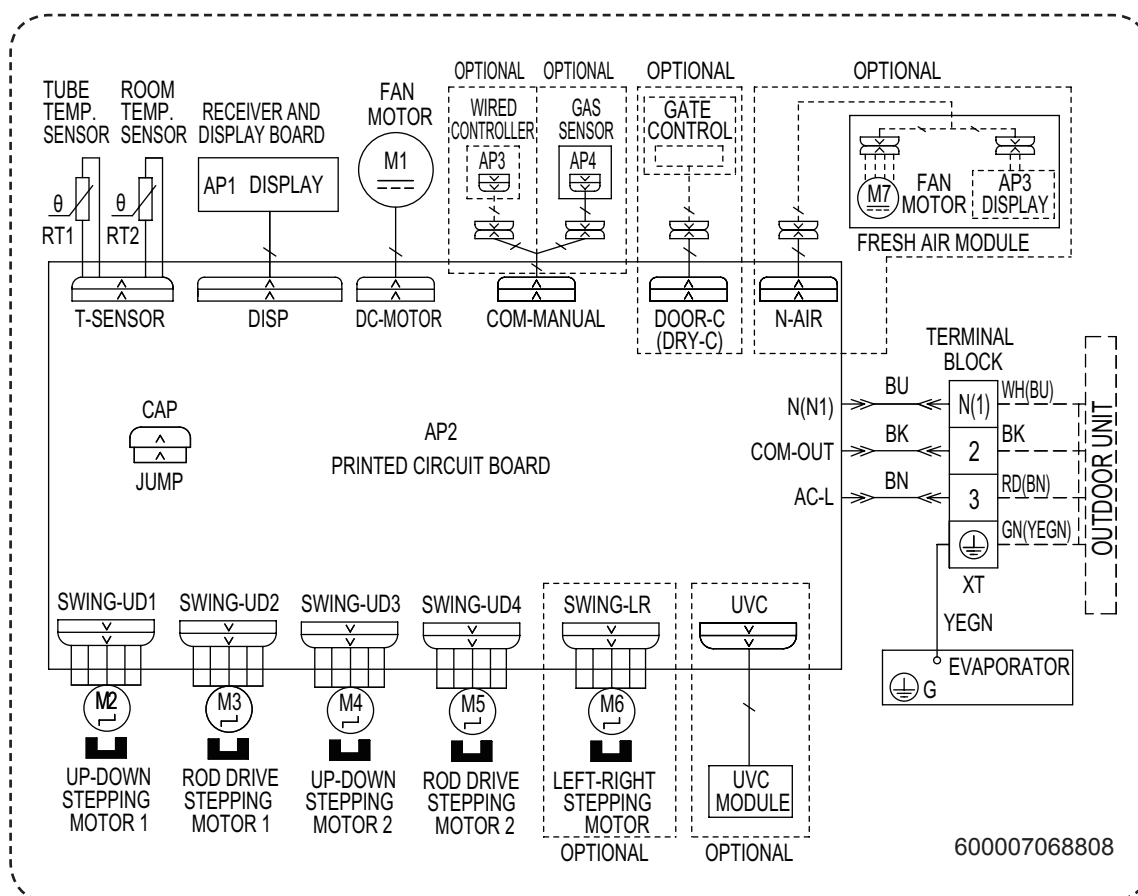 TUBE
TEMP.
SENSOR
ROOM
TEMP.
SENSOR
RECEIVER AND
DISPLAY BOARD
FAN
MOTOR
OPTIONAL
OPTIONAL
OPTIONAL
OPTIONAL
WIRED
CONTROLLER
GAS
SENSOR
GATE
CONTROL
θ
RT1
θ
RT2
AP1 DISPLAY
M1
AP3
AP4
M7
FAN
MOTOR
AP3
DISPLAY
FRESH AIR MODULE
T-SENSOR
DISP
DC-MOTOR
COM-MANUAL
DOOR-C
(DRY-C)
N-AIR
TERMINAL
BLOCK
CAP
JUMP
AP2
PRINTED CIRCUIT BOARD
N(N1)
BU
N(1)
WH(BU)
COM-OUT
BK
2
BK
AC-L
BN
3
RD(BN)
GN(YEGN)
XT
OUTDOOR UNIT
YEGN
EVAPORATOR
G
SWING-UD1
SWING-UD2
SWING-UD3
SWING-UD4
SWING-LR
UVC
M2
M3
M4
M5
M6
UP-DOWN
STEPPING
MOTOR 1
ROD DRIVE
STEPPING
MOTOR 1
UP-DOWN
STEPPING
MOTOR 2
ROD DRIVE
STEPPING
MOTOR 2
LEFT-RIGHT
STEPPING
MOTOR
OPTIONAL
UVC
MODULE
OPTIONAL
600007068808